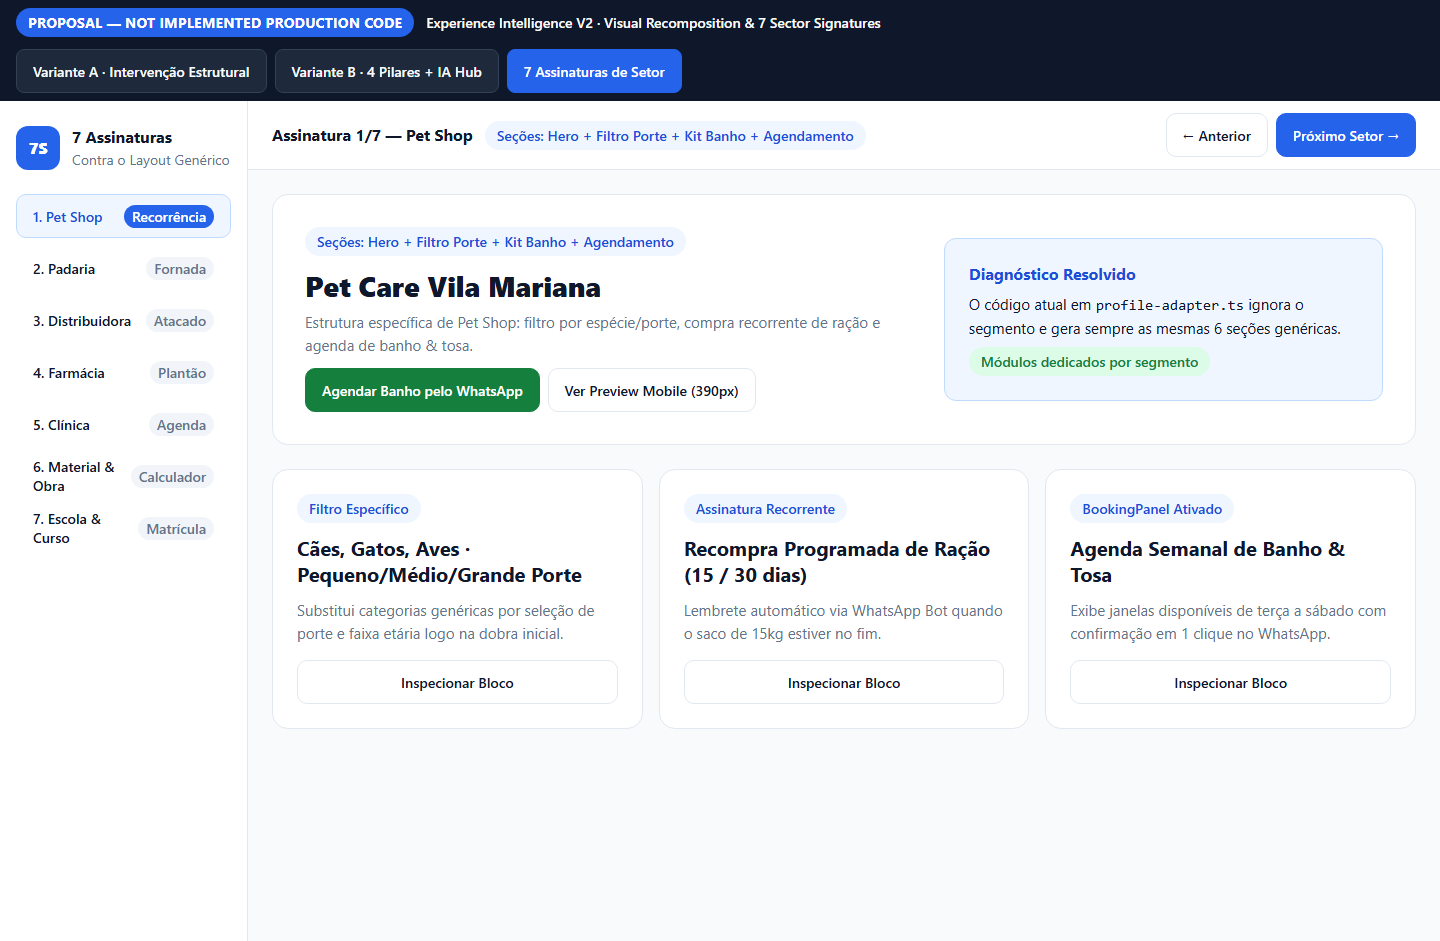 PROPOSAL — NOT IMPLEMENTED PRODUCTION CODE
Experience Intelligence V2 · Visual Recomposition & 7 Sector Signatures
Variante A · Intervenção Estrutural
Variante B · 4 Pilares + IA Hub
7 Assinaturas de Setor
7S
7 Assinaturas
Contra o Layout Genérico
1. Pet Shop
Recorrência
2. Padaria
Fornada
3. Distribuidora
Atacado
4. Farmácia
Plantão
5. Clínica
Agenda
6. Material &
Obra
Calculador
7. Escola &
Curso
Matrícula
Assinatura 1/7 — Pet Shop
Seções: Hero + Filtro Porte + Kit Banho + Agendamento
← Anterior
Próximo Setor →
Seções: Hero + Filtro Porte + Kit Banho + Agendamento
Pet Care Vila Mariana
Estrutura específica de Pet Shop: filtro por espécie/porte, compra recorrente de ração e
agenda de banho & tosa.
Agendar Banho pelo WhatsApp
Ver Preview Mobile (390px)
Diagnóstico Resolvido
O código atual em profile-adapter.ts ignora o
segmento e gera sempre as mesmas 6 seções genéricas.
Módulos dedicados por segmento
Filtro Específico
Cães, Gatos, Aves ·
Pequeno/Médio/Grande Porte
Substitui categorias genéricas por seleção de
porte e faixa etária logo na dobra inicial.
Inspecionar Bloco
Assinatura Recorrente
Recompra Programada de Ração
(15 / 30 dias)
Lembrete automático via WhatsApp Bot quando
o saco de 15kg estiver no fim.
Inspecionar Bloco
BookingPanel Ativado
Agenda Semanal de Banho &
Tosa
Exibe janelas disponíveis de terça a sábado com
confirmação em 1 clique no WhatsApp.
Inspecionar Bloco